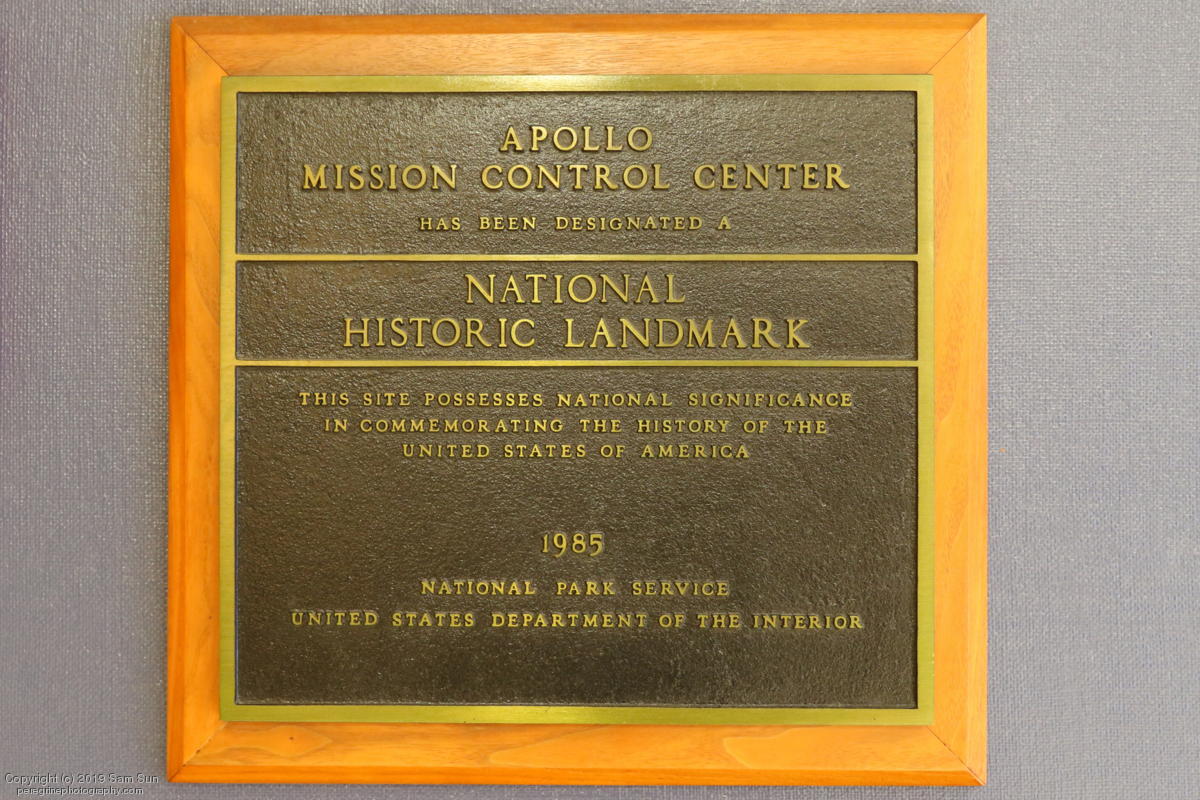 APOLLO
MISSION CONTROL CENTER
HAS BEEN DESIGNATED A
NATIONAL
HISTORIC LANDMARK
THIS SITE POSSESSES NATIONAL SIGNIFICANCE
IN COMMEMORATING THE HISTORY OF THE
UNITED STATES OF AMERICA
1985
NATIONAL PARK SERVICE
UNITED STATES DEPARTMENT OF THE INTERIOR
Copyright (c) 2019 Sam Sun
peregrinephotography.com